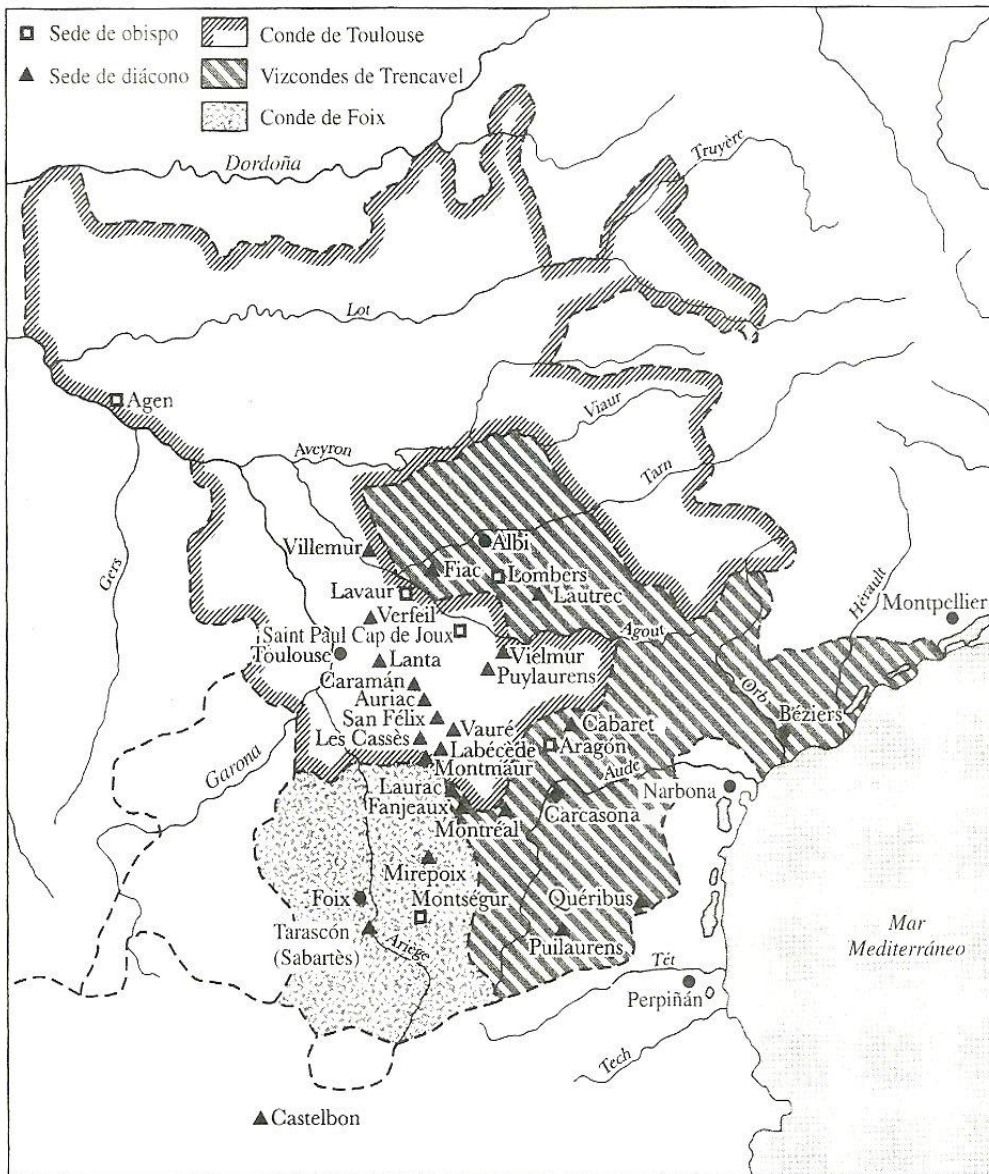 Sede de obispo
Sede de diácono
Conde de Toulouse
Vizcondes de Trencavel
Conde de Foix
Dordoña
Truyère
Lot
Agen
Viaur
Aveyron
Tarn
Gers
Villemur
Albi
Fiac
Lombers
Lavaur
Lautrec
Hérault
Montpellier
Verfeil
Saint Paul Cap de Joux
Agout
Toulouse
Vielmur
Lanta
Puylaurens
Caramán
Auriac
Orb
San Félix
Vauré
Cabaret
Béziers
Les Cassès
Labécède
Aragón
Garona
Montmaur
Aude
Laurac
Narbona
Fanjeaux
Carcasona
Montréal
Mirepoix
Foix
Montségur
Quéribus
Tarascón
(Sabartès)
Ariège
Puilaurens
Mar
Mediterráneo
Tét
Perpiñán
Tech
Castelbon